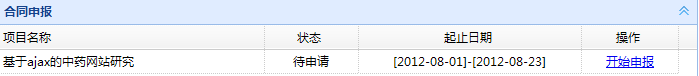 合同申报
项目名称 状态 起止日期 操作
基于ajax的中药网站研究 待申请 [2012-08-01]-[2012-08-23] 开始申报